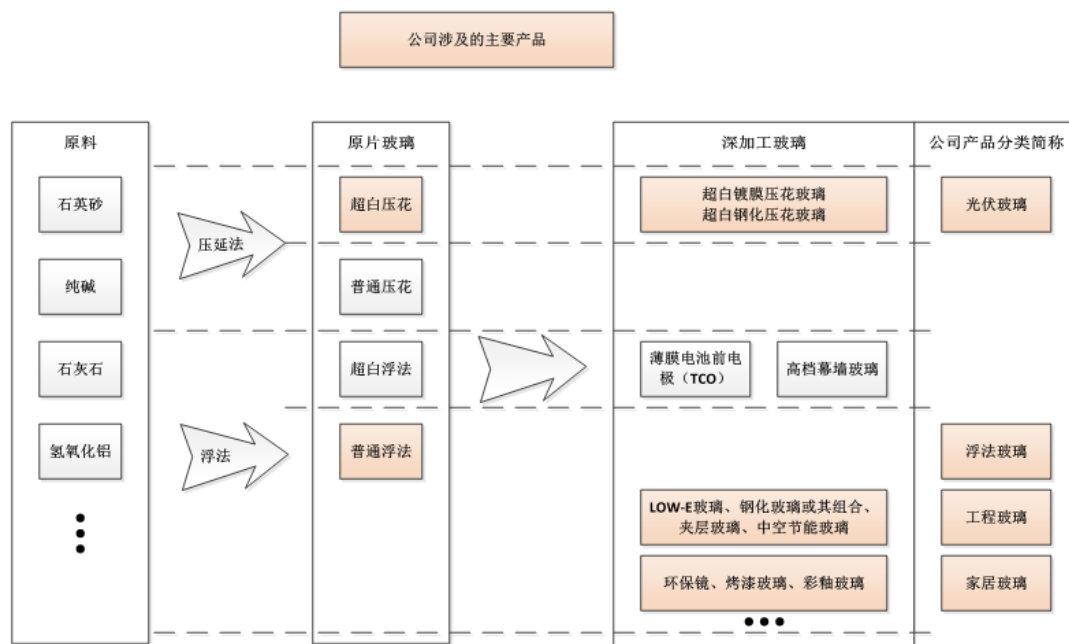 公司涉及的主要产品
原料
原片玻璃
深加工玻璃
公司产品分类简称
石英砂
超白压花
超白镀膜压花玻璃
超白钢化压花玻璃
光伏玻璃
压延法
纯碱
普通压花
石灰石
超白浮法
薄膜电池前电
极（TCO）
高档幕墙玻璃
氢氧化铝
浮法
普通浮法
浮法玻璃
LOW-E玻璃、钢化玻璃或其组合、
夹层玻璃、中空节能玻璃
工程玻璃
环保镜、烤漆玻璃、彩釉玻璃
家居玻璃